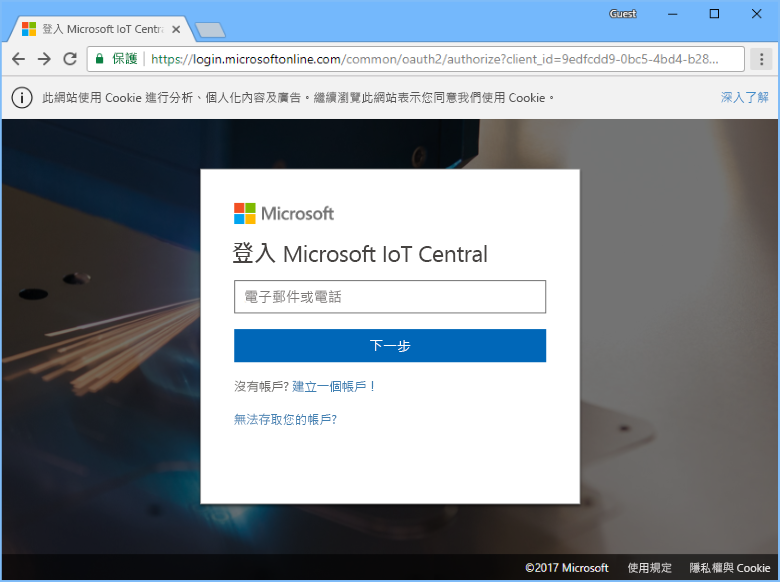 Guest
登入 Microsoft IoT Centra
保護 https://login.microsoftonline.com/common/oauth2/authorize?client_id=9edfcdd9-0bc5-4bd4-b28...
此網站使用 Cookie 進行分析、個人化內容及廣告。繼續瀏覽此網站表示您同意我們使用 Cookie。 深入了解
Microsoft
登入 Microsoft IoT Central
電子郵件或電話
下一步
沒有帳戶? 建立一個帳戶！
無法存取您的帳戶?
©2017 Microsoft 使用規定 隱私權與 Cookie